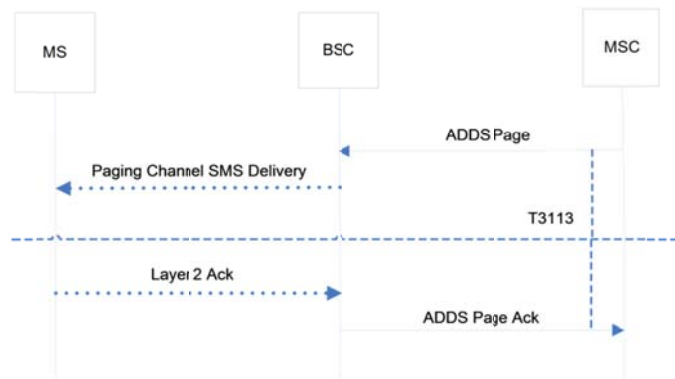 MS
BSC
MSC
ADDS Page
Paging Channel SMS Delivery
T3113
Layer 2 Ack
ADDS Page Ack